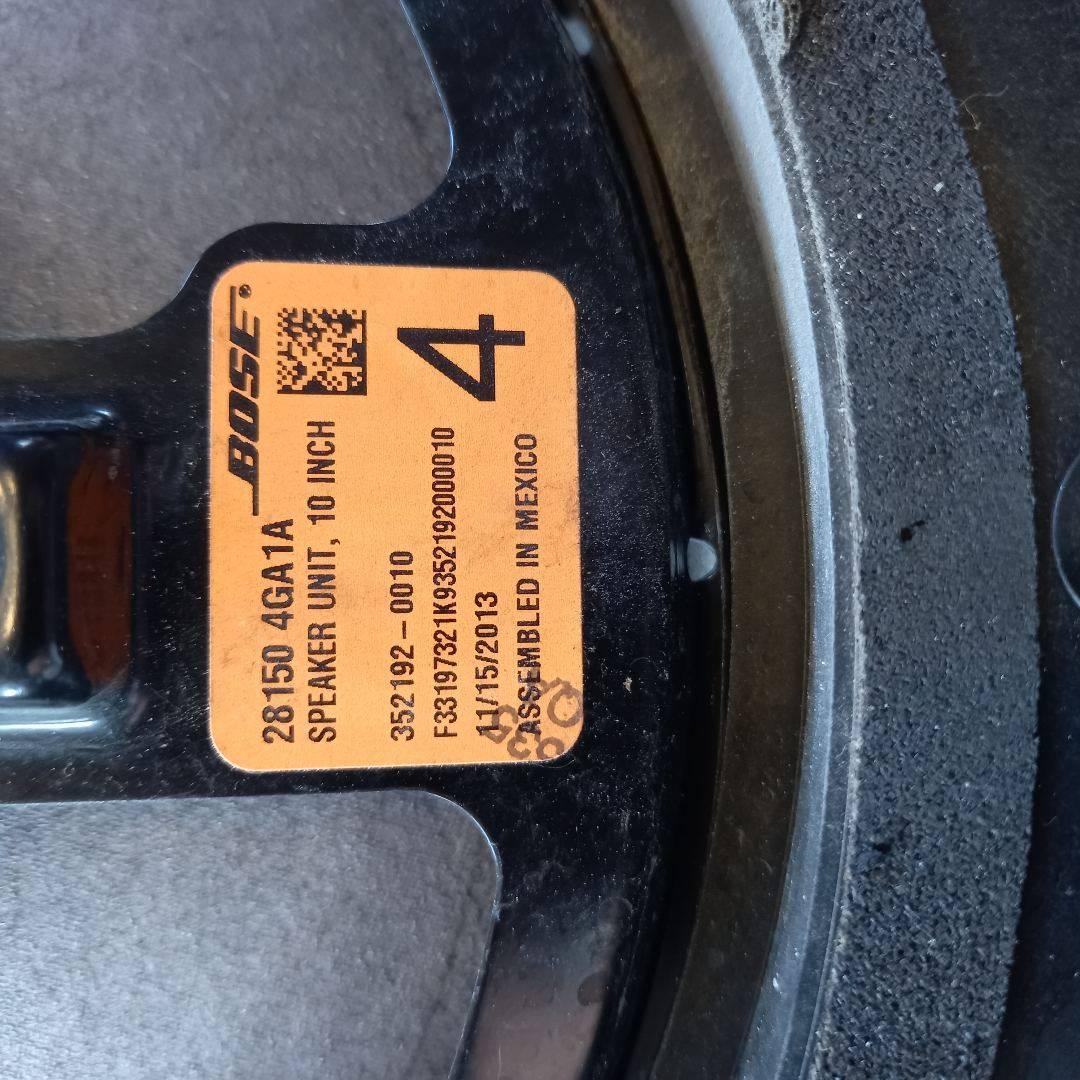 BOSE®
28150 4GA1A
SPEAKER UNIT, 10 INCH
4
352192-0010
F33197321K9352192000010
11/15/2013
ASSEMBLED IN MEXICO